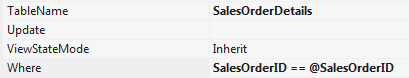 TableName SalesOrderDetails
Update
ViewStateMode Inherit
Where SalesOrderID == @SalesOrderID